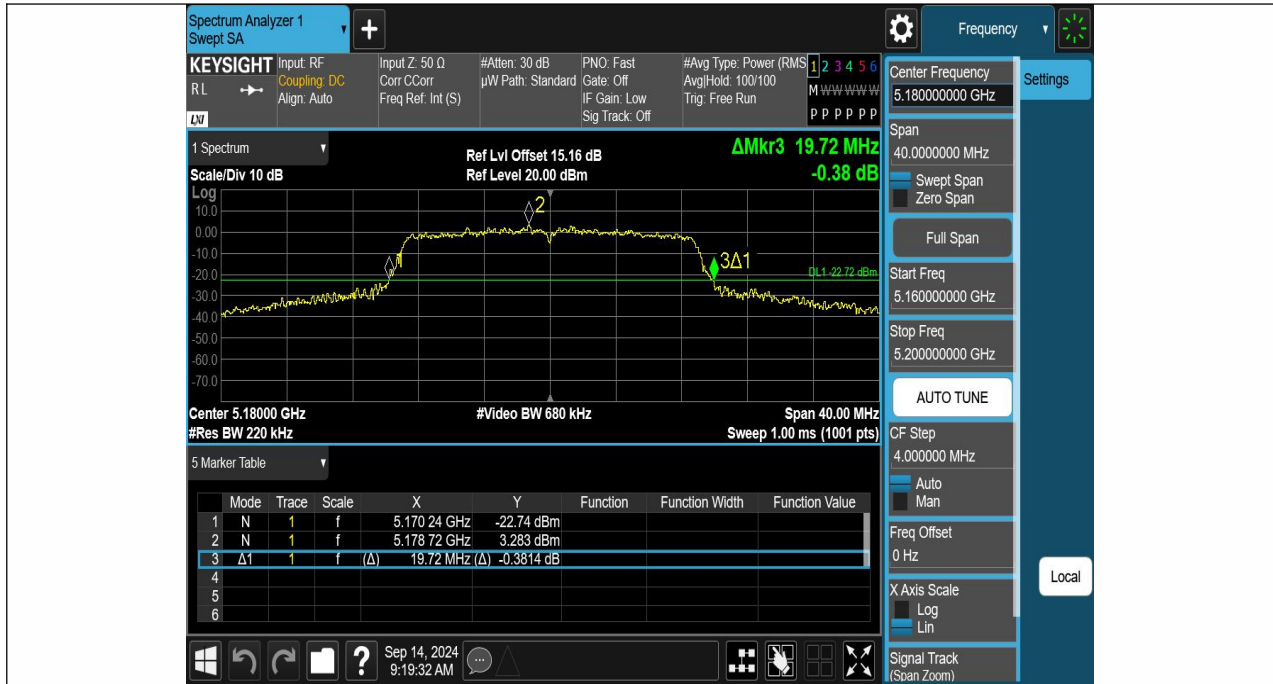 Spectrum Analyzer 1
Swept SA
+
Frequency
KEYSIGHT
RL
LXI
Input: RF
Coupling: DC
Align: Auto
Input Z: 50 Ω
Corr CCorr
Freq Ref: Int (S)
#Atten: 30 dB
µW Path: Standard
PNO: Fast
Gate: Off
IF Gain: Low
Sig Track: Off
#Avg Type: Power (RMS
Avg|Hold: 100/100
Trig: Free Run
1 2 3 4 5 6
M W W W W W
P P P P P P
1 Spectrum
Scale/Div 10 dB
Ref Lvl Offset 15.16 dB
Ref Level 20.00 dBm
ΔMkr3 19.72 MHz
-0.38 dB
Log
10.0
0.00
-10.0
-20.0
-30.0
-40.0
-50.0
-60.0
-70.0
2
1
3Δ1
DL1 -22.72 dBm
Center 5.18000 GHz
#Video BW 680 kHz
Span 40.00 MHz
#Res BW 220 kHz
Sweep 1.00 ms (1001 pts)
5 Marker Table
Mode Trace Scale X Y Function Function Width Function Value
1 N 1 f 5.170 24 GHz -22.74 dBm
2 N 1 f 5.178 72 GHz 3.283 dBm
3 Δ1 1 f (Δ) 19.72 MHz (Δ) -0.3814 dB
4
5
6
?
Sep 14, 2024
9:19:32 AM
Center Frequency
5.180000000 GHz
Span
40.0000000 MHz
Swept Span
Zero Span
Full Span
Start Freq
5.160000000 GHz
Stop Freq
5.200000000 GHz
AUTO TUNE
CF Step
4.000000 MHz
Auto
Man
Freq Offset
0 Hz
X Axis Scale
Log
Lin
Signal Track
(Span Zoom)
Settings
Local